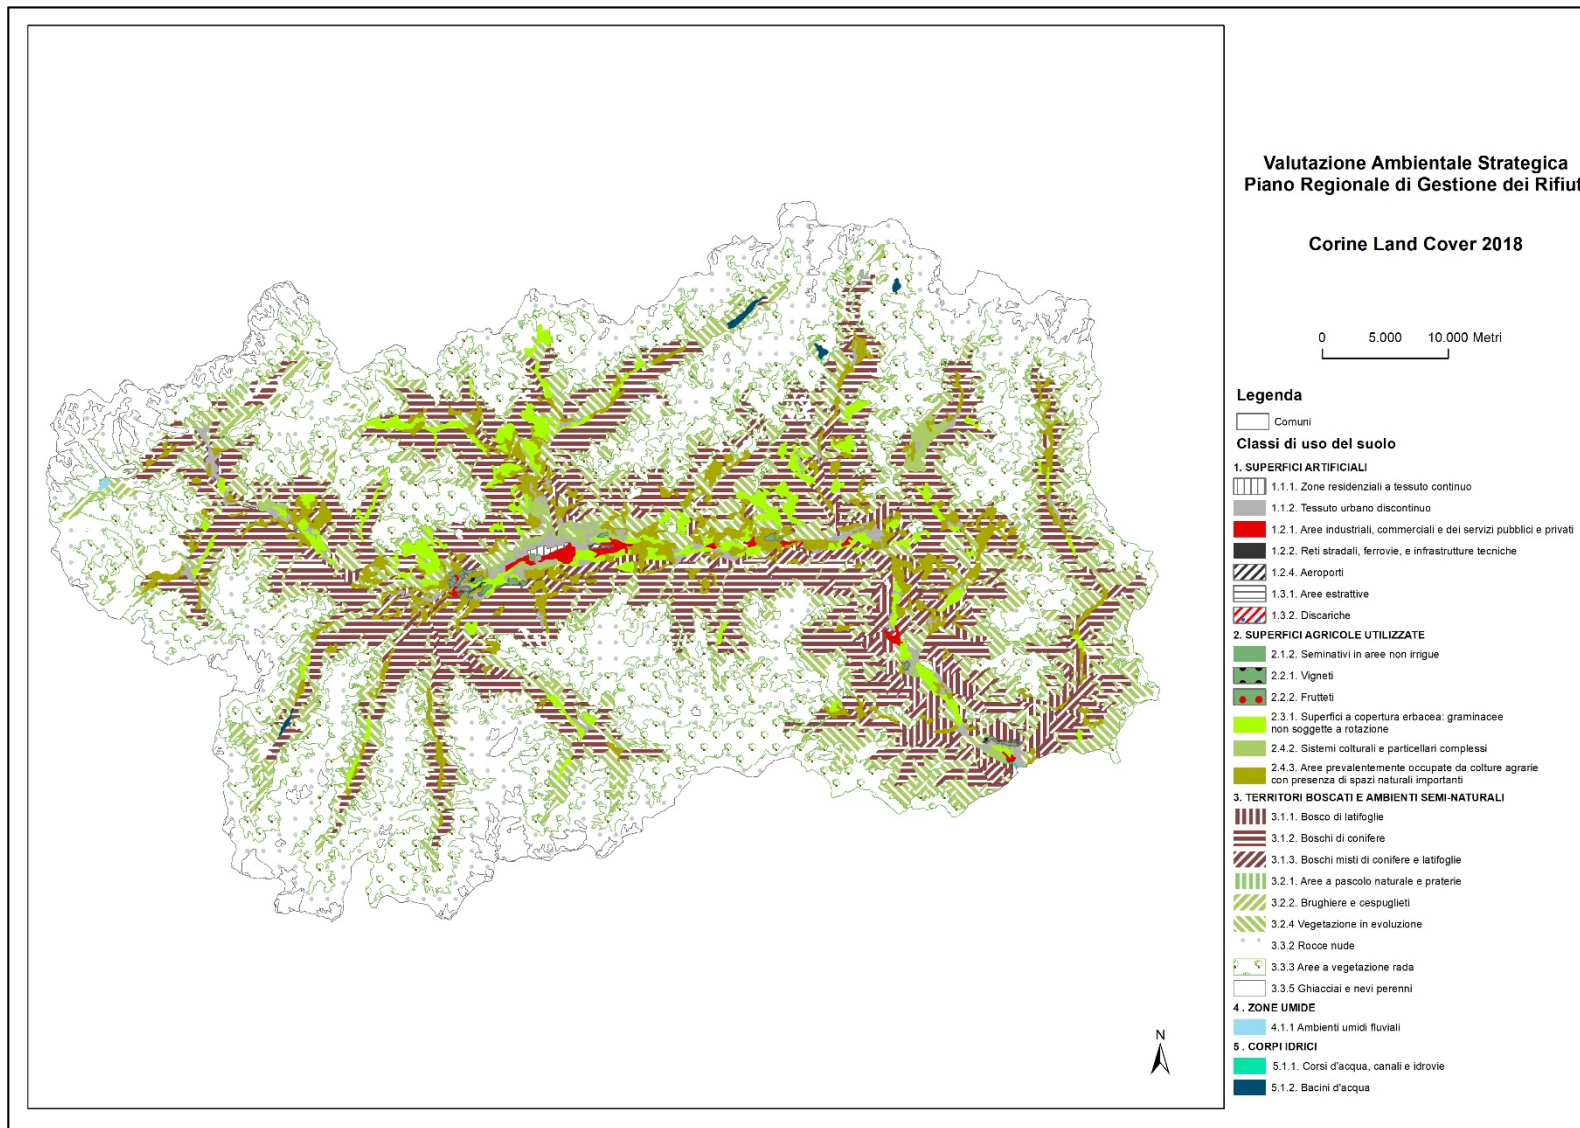 Valutazione Ambientale Strategica
Piano Regionale di Gestione dei Rifiut
Corine Land Cover 2018
0 5.000 10.000 Metri
Legenda
Comuni
Classi di uso del suolo
1. SUPERFICI ARTIFICIALI
1.1.1. Zone residenziali a tessuto continuo
1.1.2. Tessuto urbano discontinuo
1.2.1. Aree industriali, commerciali e dei servizi pubblici e privati
1.2.2. Reti stradali, ferrovie, e infrastrutture tecniche
1.2.4. Aeroporti
1.3.1. Aree estrattive
1.3.2. Discariche
2. SUPERFICI AGRICOLE UTILIZZATE
2.1.2. Seminativi in aree non irrigue
2.2.1. Vigneti
2.2.2. Frutteti
2.3.1. Superfici a copertura erbacea: graminacee
non soggette a rotazione
2.4.2. Sistemi colturali e particellari complessi
2.4.3. Aree prevalentemente occupate da colture agrarie
con presenza di spazi naturali importanti
3. TERRITORI BOSCATI E AMBIENTI SEMI-NATURALI
3.1.1. Bosco di latifoglie
3.1.2. Boschi di conifere
3.1.3. Boschi misti di conifere e latifoglie
3.2.1. Aree a pascolo naturale e praterie
3.2.2. Brughiere e cespuglieti
3.2.4 Vegetazione in evoluzione
3.3.2 Rocce nude
3.3.3 Aree a vegetazione rada
3.3.5 Ghiacciai e nevi perenni
4 . ZONE UMIDE
4.1.1 Ambienti umidi fluviali
5 . CORPI IDRICI
5.1.1. Corsi d'acqua, canali e idrovie
5.1.2. Bacini d'acqua
N